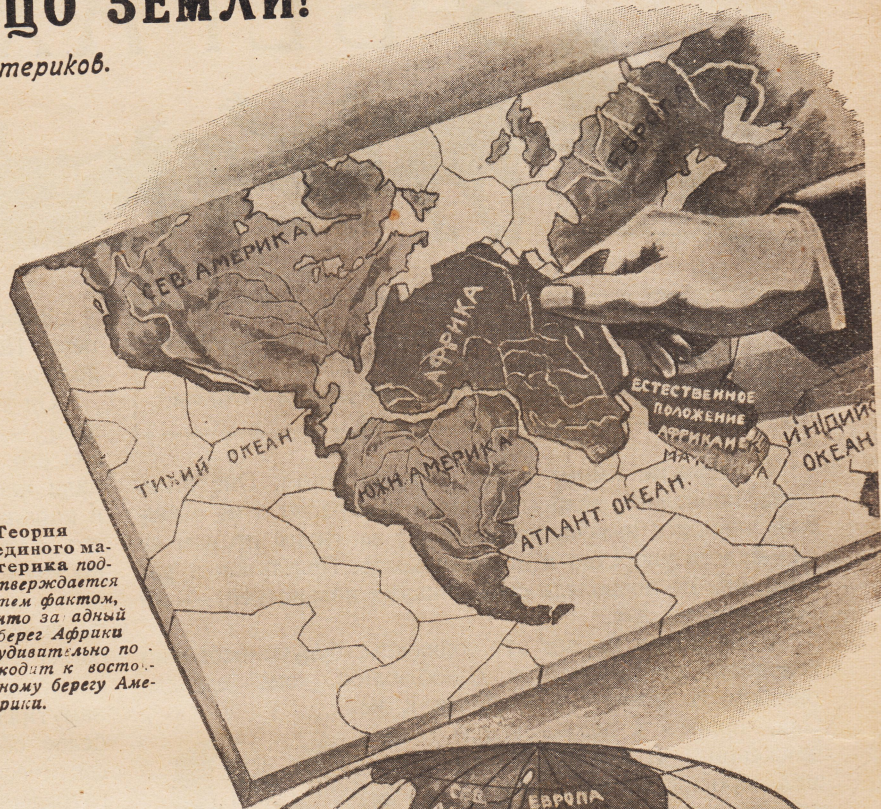 ЦО ЗЕМЛИ!
териков.
ЕВРОПА
СЕВ. АМЕРИКА
АФРИКА
ЕСТЕСТВЕННОЕ
ПОЛОЖЕНИЕ
АФРИКАНСК
МАТ А
ИНДИЙС
ОКЕАН
ТИХИЙ ОКЕАН
ЮЖН. АМЕРИКА
АТЛАНТ. ОКЕАН.
Теория
единого ма-
терика под-
тверждается
тем фактом,
что за адный
берег Африки
удивительно по -
ходит к восто -
ному берегу Аме-
рики.
СЕВ. ЕВРОПА